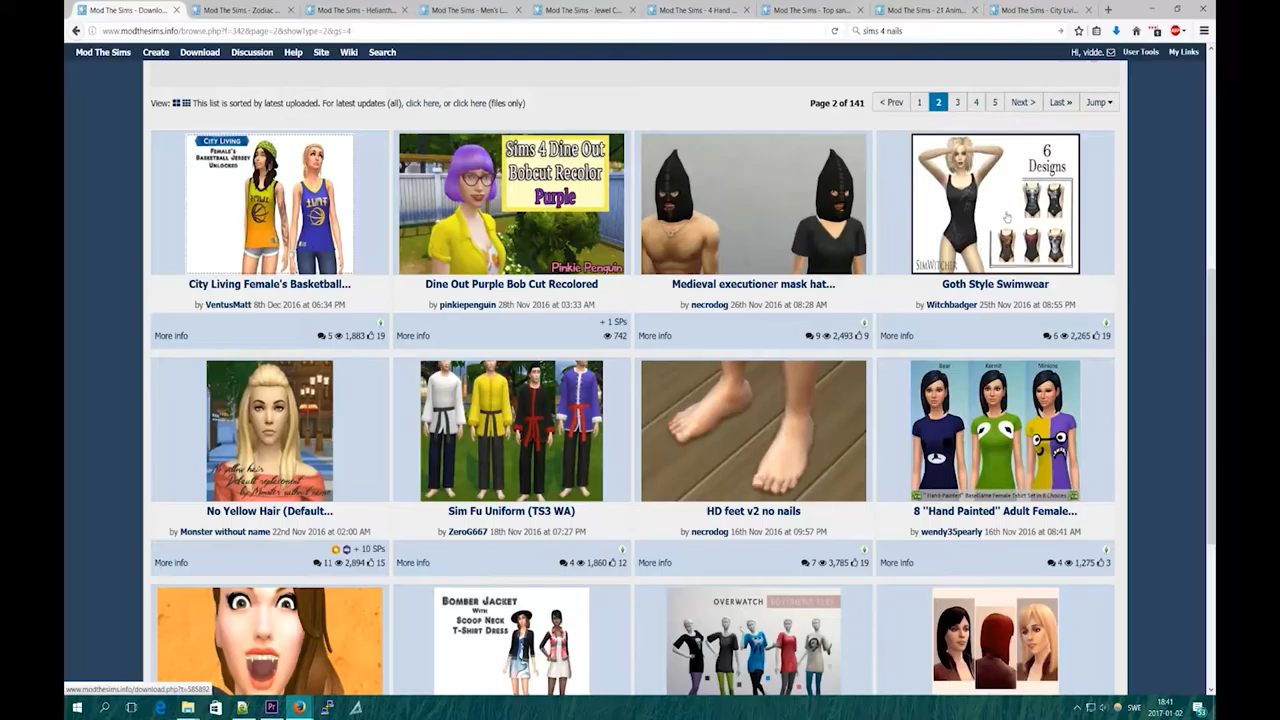 Mod The Sims - Downlo...
Mod The Sims - Zodiac ...
Mod The Sims - Helianth...
Mod The Sims - Men's L...
Mod The Sims - Jewel C...
Mod The Sims - 4 Hand ...
Mod The Sims - Top san...
Mod The Sims - 21 Anim...
Mod The Sims - City Livi...
www.modthesims.info/browse.php?f=342&page=2&showType=2&gs=4
sims 4 nails
Mod The Sims Create Download Discussion Help Site Wiki Search
Hi, vidde. User Tools My Links
View: This list is sorted by latest uploaded. For latest updates (all), click here, or click here (files only)
Page 2 of 141 < Prev 1 2 3 4 5 Next > Last » Jump
CITY LIVING
FEMALE'S
BASKETBALL JERSEY
UNLOCKED
Sims 4 Dine Out
Bobcut Recolor
Purple
Pinkie Penguin
6
Designs
SIMWITCHER
City Living Female's Basketball...
Dine Out Purple Bob Cut Recolored
Medieval executioner mask hat...
Goth Style Swimwear
by VentusMatt 8th Dec 2016 at 06:34 PM
by pinkiepenguin 28th Nov 2016 at 03:33 AM
by necrodog 26th Nov 2016 at 08:28 AM
by Witchbadger 25th Nov 2016 at 08:55 PM
+ 1 SPs
More info 5 1,883 19
More info 742
More info 9 2,493 9
More info 6 2,265 19
Bear Kermit Minions
No Yellow Hair (Default...
Sim Fu Uniform (TS3 WA)
HD feet v2 no nails
8 "Hand Painted" Adult Female...
by Monster without name 22nd Nov 2016 at 02:00 AM
by ZeroG667 18th Nov 2016 at 07:27 PM
by necrodog 16th Nov 2016 at 09:57 PM
by wendy35pearly 16th Nov 2016 at 08:41 AM
+ 10 SPs
More info 11 2,894 15
More info 4 1,860 12
More info 7 3,785 19
More info 4 1,275 3
BOMBER JACKET
WITH
SCOOP NECK
T-SHIRT DRESS
OVERWATCH
www.modthesims.info/download.php?t=585892
SWE
18:41
2017-01-02